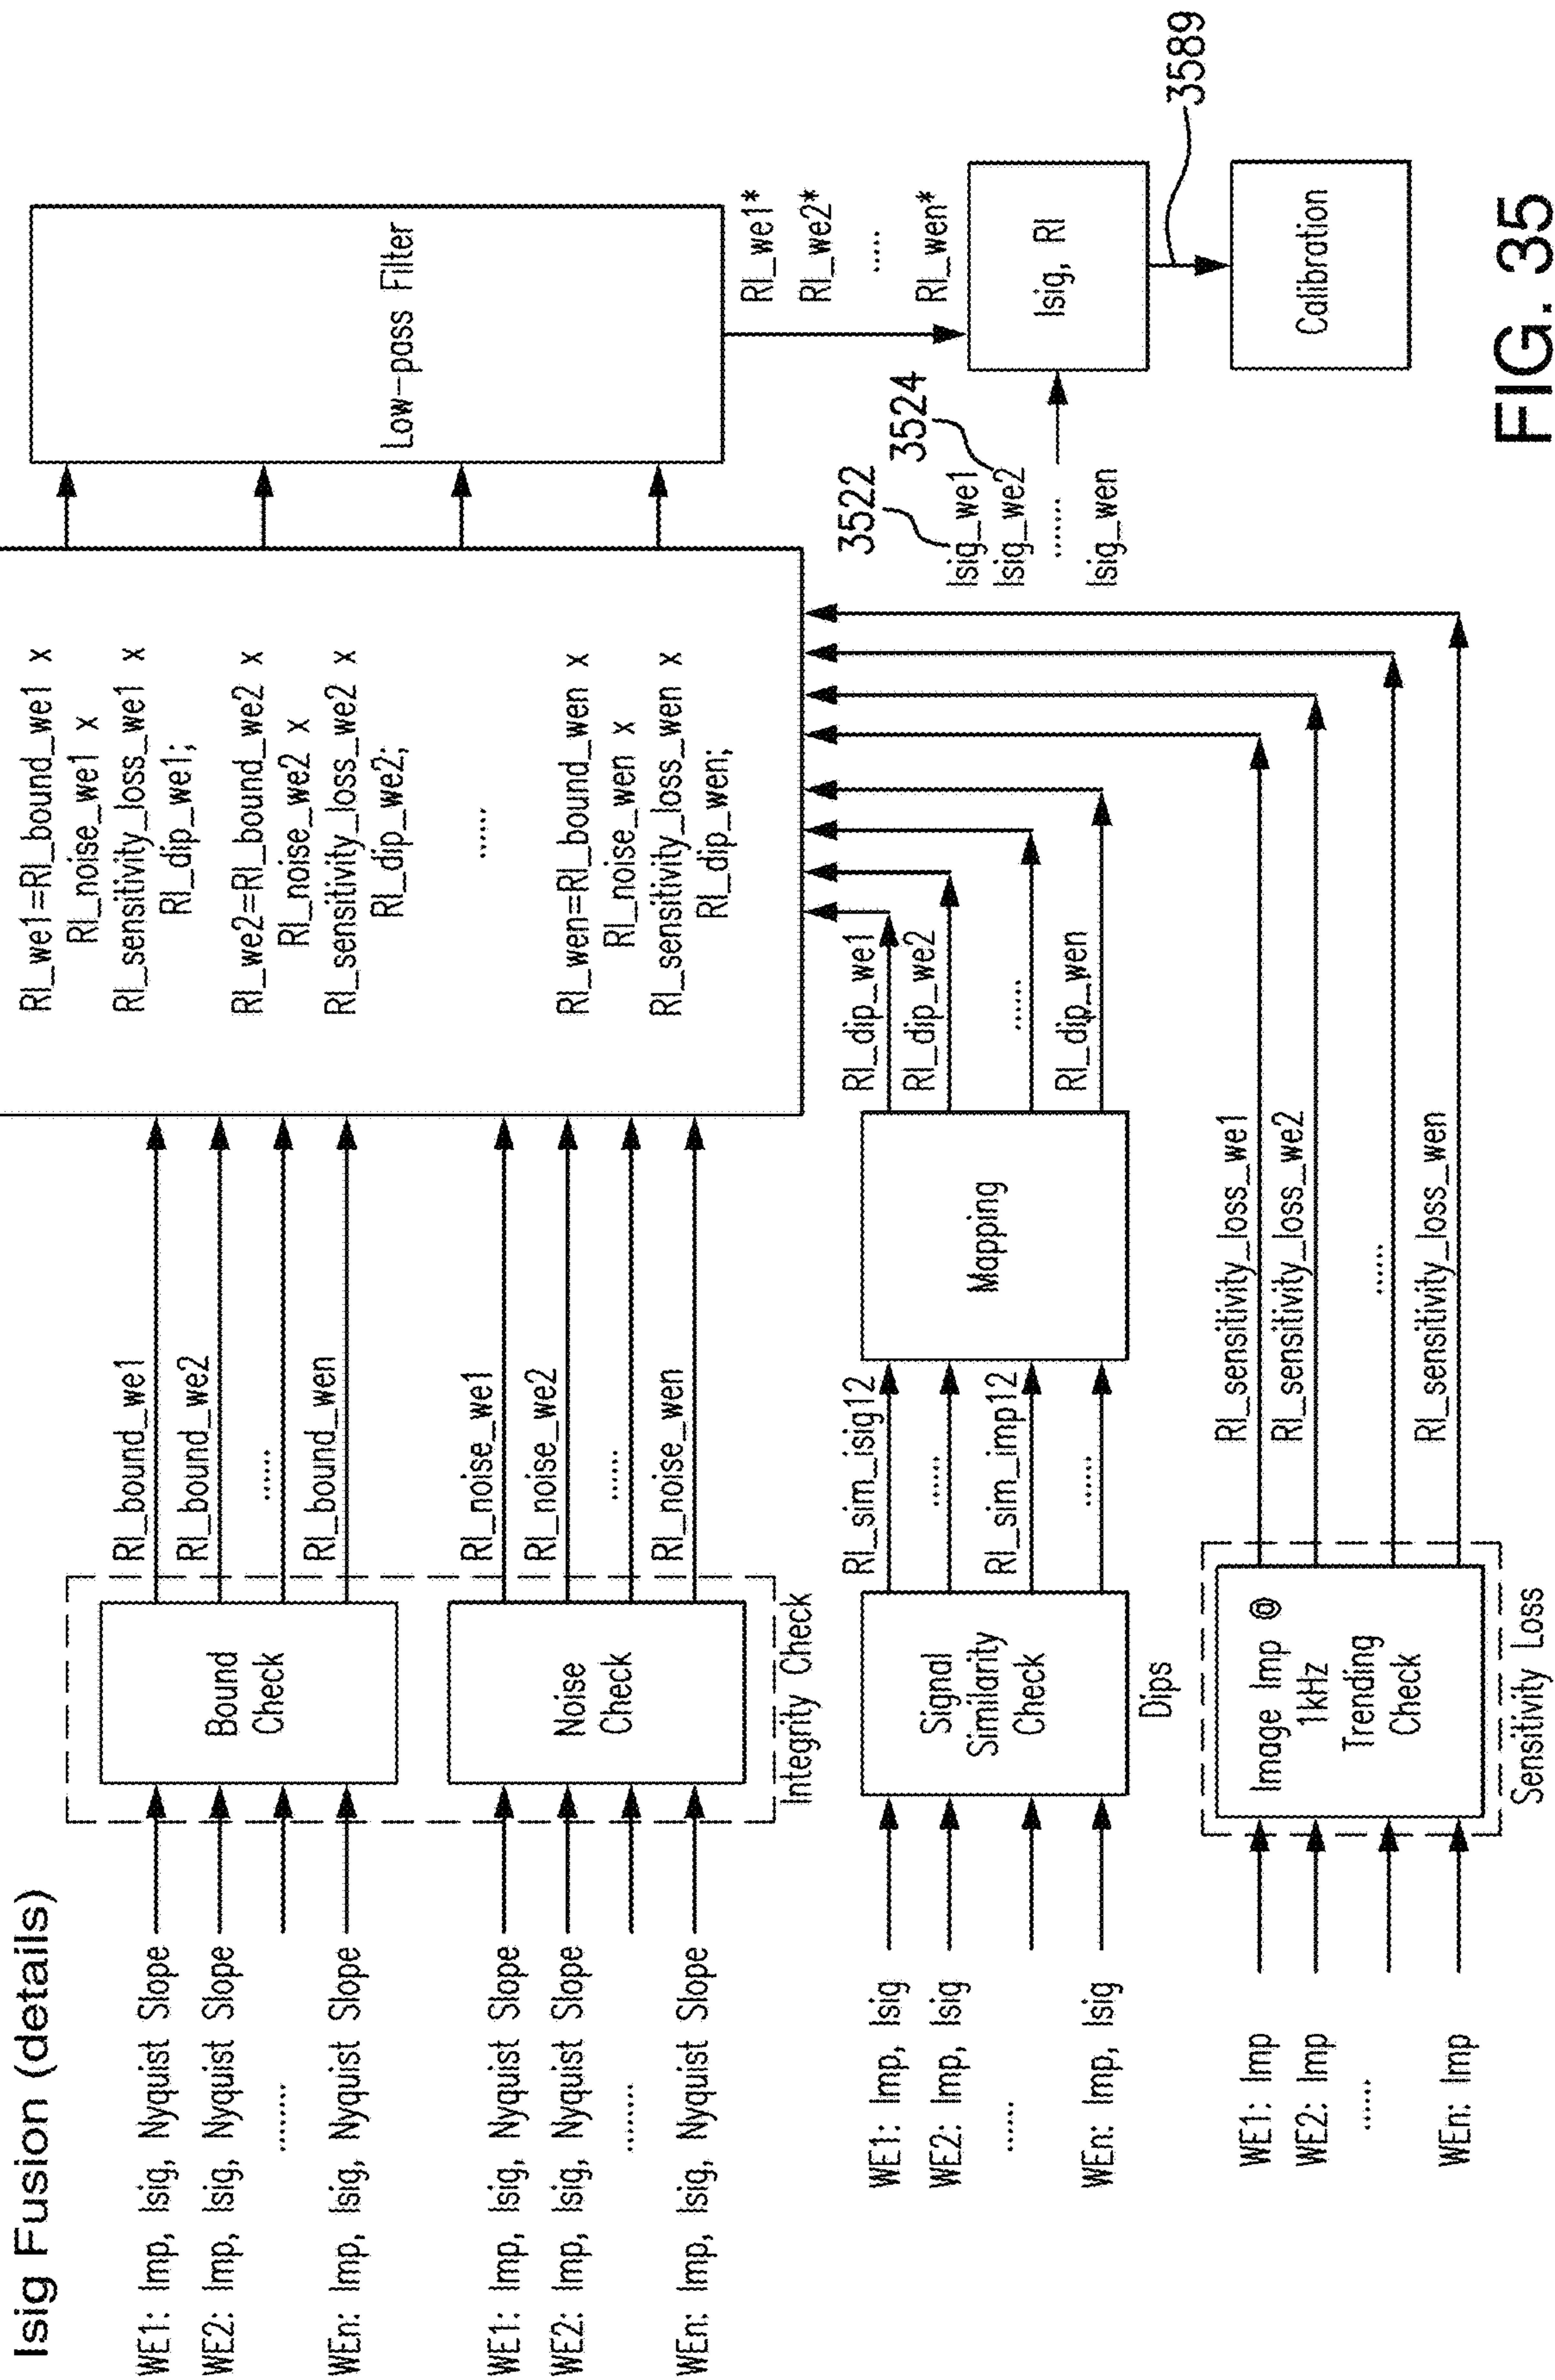 Isig Fusion (details)
WE1: Imp, Isig, Nyquist Slope
WE2: Imp, Isig, Nyquist Slope
........
WEn: Imp, Isig, Nyquist Slope
Bound
Check
RI_bound_we1
RI_bound_we2
......
RI_bound_wen
WE1: Imp, Isig, Nyquist Slope
WE2: Imp, Isig, Nyquist Slope
........
WEn: Imp, Isig, Nyquist Slope
Noise
Check
RI_noise_we1
RI_noise_we2
......
RI_noise_wen
Integrity Check
RI_we1=RI_bound_we1 x
RI_noise_we1 x
RI_sensitivity_loss_we1 x
RI_dip_we1;
RI_we2=RI_bound_we2 x
RI_noise_we2 x
RI_sensitivity_loss_we2 x
RI_dip_we2;
......
RI_wen=RI_bound_wen x
RI_noise_wen x
RI_sensitivity_loss_wen x
RI_dip_wen;
Low-pass Filter
RI_we1*
RI_we2*
.....
RI_wen*
WE1: Imp, Isig
WE2: Imp, Isig
......
WEn: Imp, Isig
Signal
Similarity
Check
Dips
RI_sim_isig12
......
RI_sim_imp12
......
Mapping
RI_dip_we1
RI_dip_we2
......
RI_dip_wen
3522
3524
Isig_we1
Isig_we2
......
Isig_wen
Isig, RI
3589
Calibration
WE1: Imp
WE2: Imp
......
WEn: Imp
Image Imp @
1kHz
Trending
Check
Sensitivity Loss
RI_sensitivity_loss_we1
RI_sensitivity_loss_we2
......
RI_sensitivity_loss_wen
FIG. 35